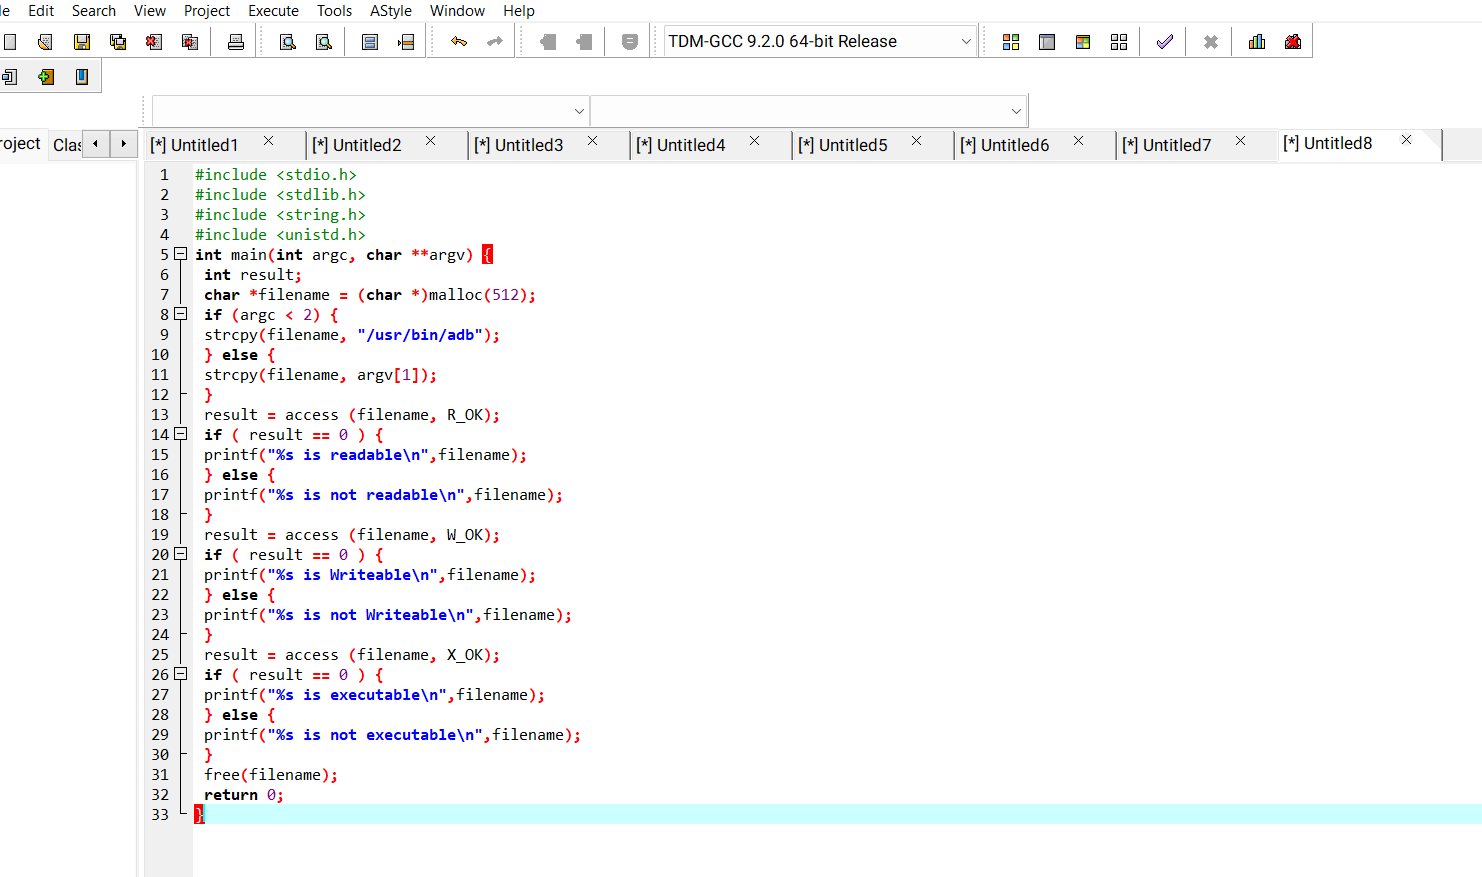 le Edit Search View Project Execute Tools AStyle Window Help
TDM-GCC 9.2.0 64-bit Release
roject Clas
[*] Untitled1 [*] Untitled2 [*] Untitled3 [*] Untitled4 [*] Untitled5 [*] Untitled6 [*] Untitled7 [*] Untitled8
1 #include <stdio.h>
2 #include <stdlib.h>
3 #include <string.h>
4 #include <unistd.h>
5 int main(int argc, char **argv) {
6 int result;
7 char *filename = (char *)malloc(512);
8 if (argc < 2) {
9 strcpy(filename, "/usr/bin/adb");
10 } else {
11 strcpy(filename, argv[1]);
12 }
13 result = access (filename, R_OK);
14 if ( result == 0 ) {
15 printf("%s is readable\n",filename);
16 } else {
17 printf("%s is not readable\n",filename);
18 }
19 result = access (filename, W_OK);
20 if ( result == 0 ) {
21 printf("%s is Writeable\n",filename);
22 } else {
23 printf("%s is not Writeable\n",filename);
24 }
25 result = access (filename, X_OK);
26 if ( result == 0 ) {
27 printf("%s is executable\n",filename);
28 } else {
29 printf("%s is not executable\n",filename);
30 }
31 free(filename);
32 return 0;
33 }